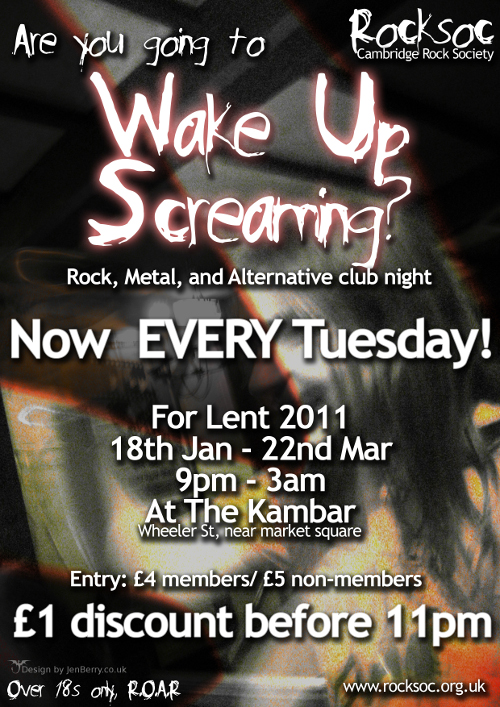 Are you going to
Rocksoc
Cambridge Rock Society
Wake Up
Screaming?
Rock, Metal, and Alternative club night
Now EVERY Tuesday!
For Lent 2011
18th Jan - 22nd Mar
9pm - 3am
At The Kambar
Wheeler St, near market square
Entry: £4 members/ £5 non-members
£1 discount before 11pm
Design by JenBerry.co.uk
Over 18s only, R.O.A.R
www.rocksoc.org.uk